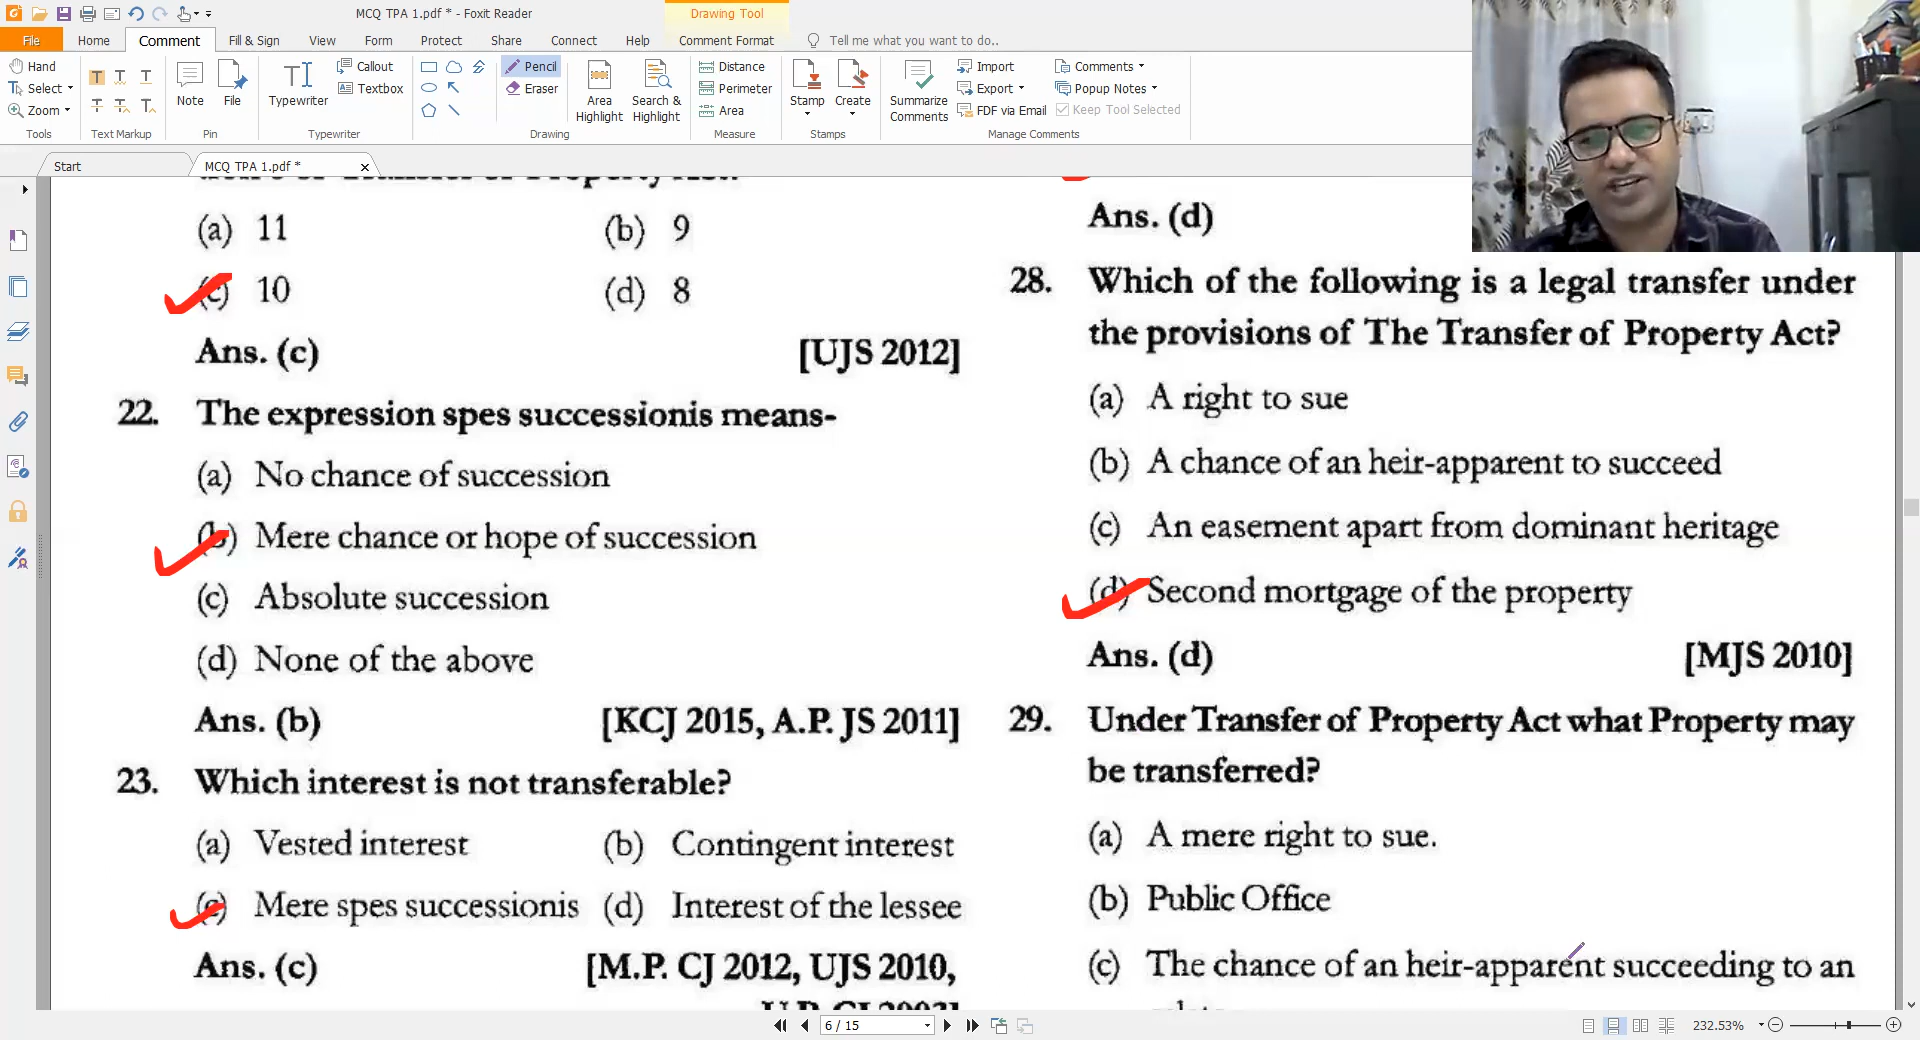 MCQ TPA 1.pdf * - Foxit Reader
Drawing Tool
File Home Comment Fill & Sign View Form Protect Share Connect Help Comment Format Tell me what you want to do..
Hand
Select
Zoom
Tools
Text Markup
Note
File
Pin
Typewriter
Callout
Textbox
Typewriter
Pencil
Eraser
Area Highlight
Search & Highlight
Drawing
Distance
Perimeter
Area
Measure
Stamp
Create
Stamps
Summarize Comments
Import
Export
FDF via Email
Comments
Popup Notes
Keep Tool Selected
Manage Comments
Start
MCQ TPA 1.pdf *
(a) 11 (b) 9
(c) 10 (d) 8
Ans. (c) [UJS 2012]
22. The expression spes successionis means-
(a) No chance of succession
(b) Mere chance or hope of succession
(c) Absolute succession
(d) None of the above
Ans. (b) [KCJ 2015, A.P. JS 2011]
23. Which interest is not transferable?
(a) Vested interest (b) Contingent interest
(c) Mere spes successionis (d) Interest of the lessee
Ans. (c) [M.P. CJ 2012, UJS 2010,
Ans. (d)
28. Which of the following is a legal transfer under
the provisions of The Transfer of Property Act?
(a) A right to sue
(b) A chance of an heir-apparent to succeed
(c) An easement apart from dominant heritage
(d) Second mortgage of the property
Ans. (d) [MJS 2010]
29. Under Transfer of Property Act what Property may
be transferred?
(a) A mere right to sue.
(b) Public Office
(c) The chance of an heir-apparent succeeding to an
6 / 15
232.53%